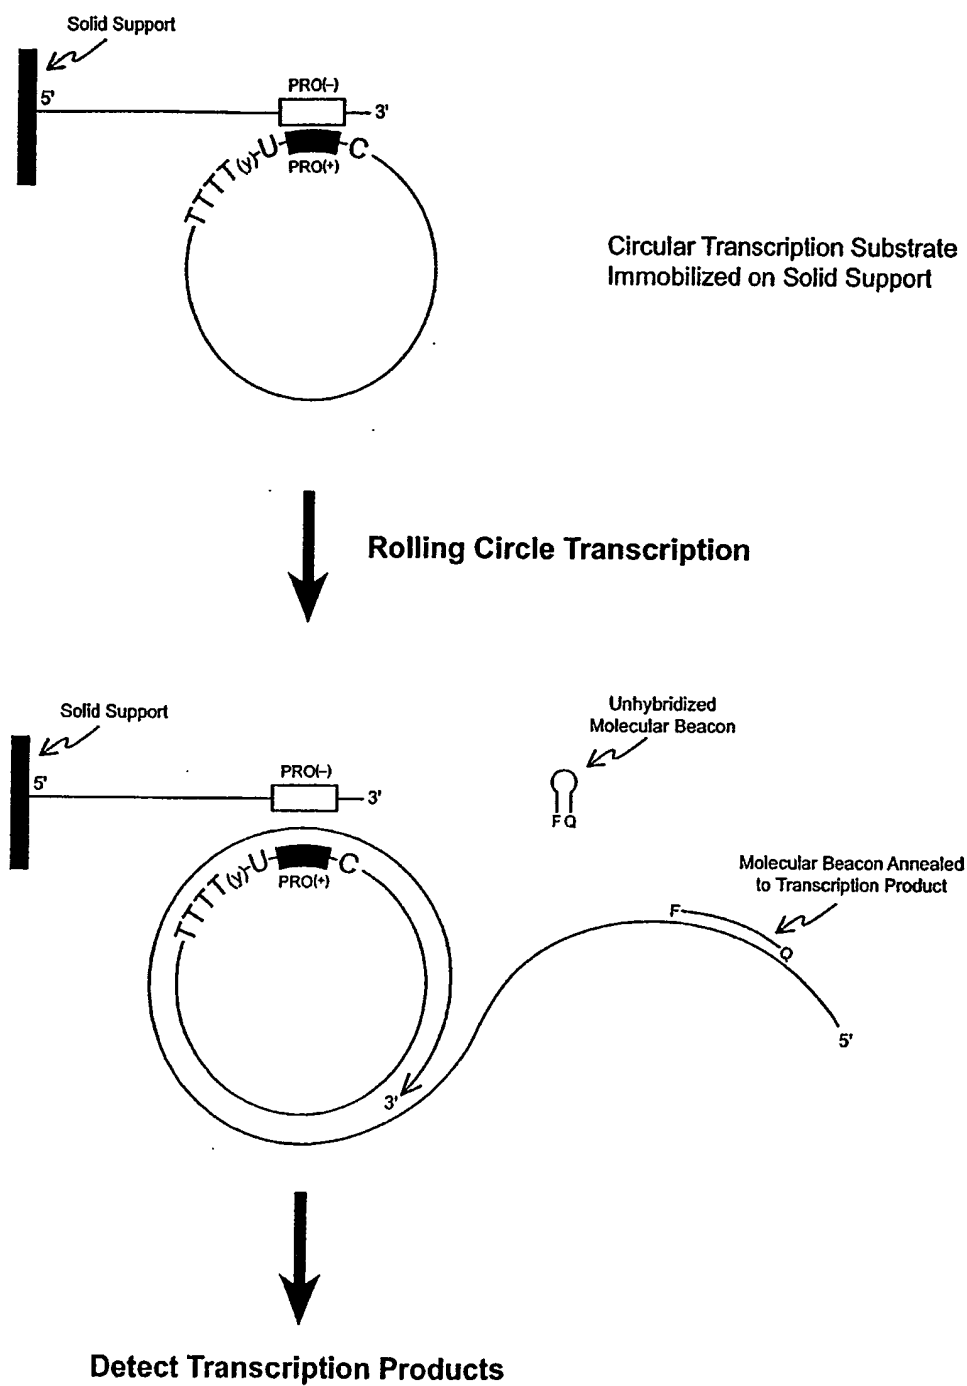 Solid Support
5'
PRO(–)
3'
TTTT(y)-U
C
PRO(+)
Circular Transcription Substrate
Immobilized on Solid Support
Rolling Circle Transcription
Solid Support
Unhybridized
Molecular Beacon
5'
PRO(–)
3'
F Q
TTTT(y)-U
C
PRO(+)
Molecular Beacon Annealed
to Transcription Product
F
Q
5'
3'
Detect Transcription Products